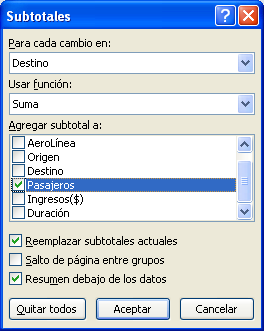 Subtotales
Para cada cambio en:
Destino
Usar función:
Suma
Agregar subtotal a:
AeroLínea
Origen
Destino
Pasajeros
Ingresos($)
Duración
Reemplazar subtotales actuales
Salto de página entre grupos
Resumen debajo de los datos
Quitar todos Aceptar Cancelar